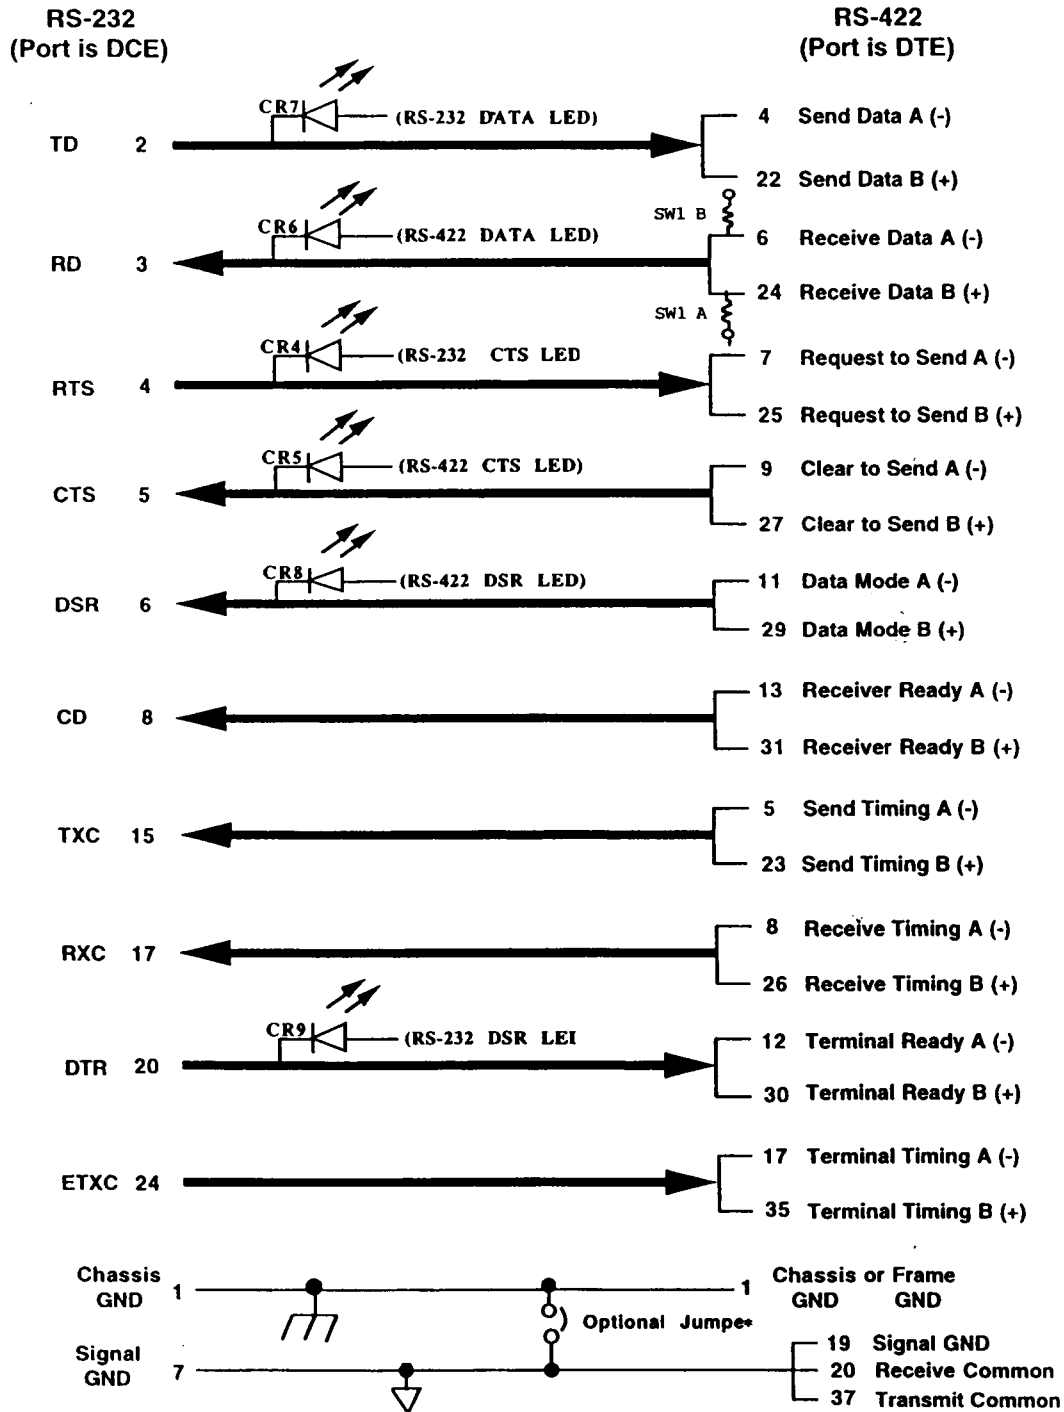 RS-232 RS-422
(Port is DCE) (Port is DTE)
CR7 (RS-232 DATA LED) 4 Send Data A (-)
TD 2
22 Send Data B (+)
SW1 B
CR6 (RS-422 DATA LED) 6 Receive Data A (-)
RD 3
24 Receive Data B (+)
SW1 A
CR4 (RS-232 CTS LED 7 Request to Send A (-)
RTS 4
25 Request to Send B (+)
CR5 (RS-422 CTS LED) 9 Clear to Send A (-)
CTS 5
27 Clear to Send B (+)
CR8 (RS-422 DSR LED) 11 Data Mode A (-)
DSR 6
29 Data Mode B (+)
13 Receiver Ready A (-)
CD 8
31 Receiver Ready B (+)
5 Send Timing A (-)
TXC 15
23 Send Timing B (+)
8 Receive Timing A (-)
RXC 17
26 Receive Timing B (+)
CR9 (RS-232 DSR LEI 12 Terminal Ready A (-)
DTR 20
30 Terminal Ready B (+)
17 Terminal Timing A (-)
ETXC 24
35 Terminal Timing B (+)
Chassis GND 1 1 Chassis or Frame
GND GND
Optional Jumpe*
Signal GND 7 19 Signal GND
20 Receive Common
37 Transmit Common